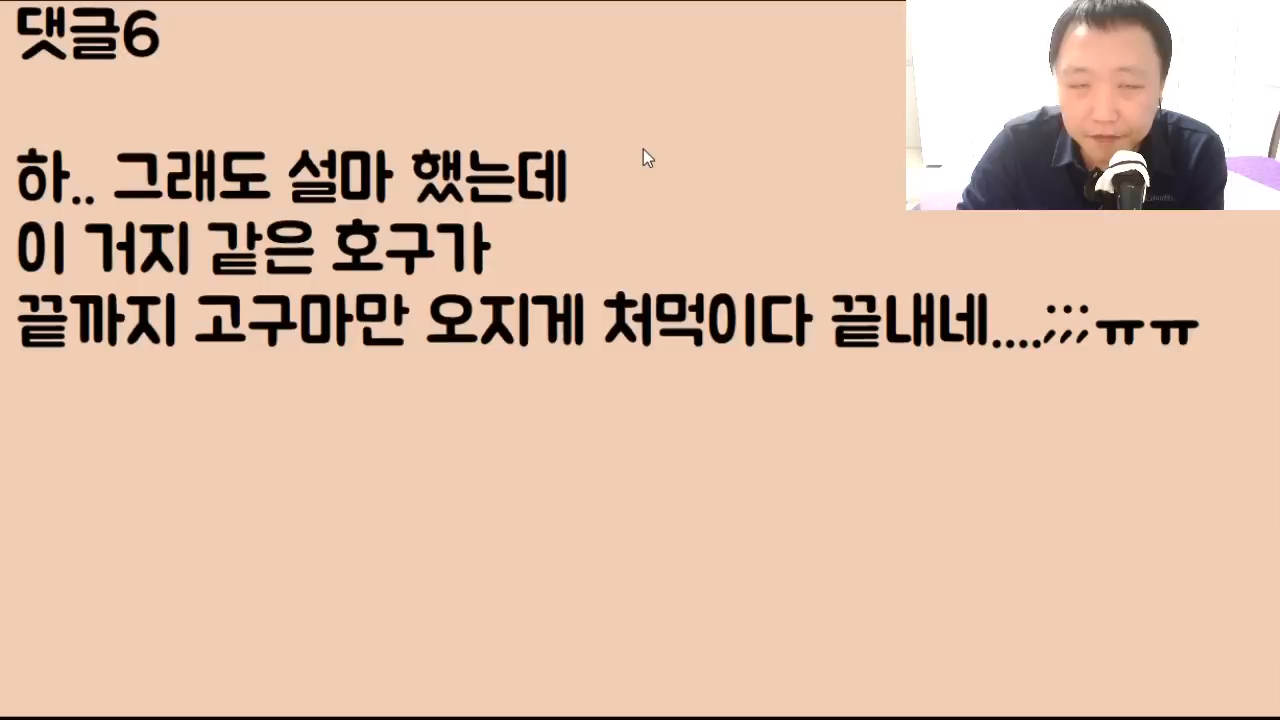 댓글6
하.. 그래도 설마 했는데
이 거지 같은 호구가
끝까지 고구마만 오지게 처먹이다 끝내네....;;;ㅠㅠ